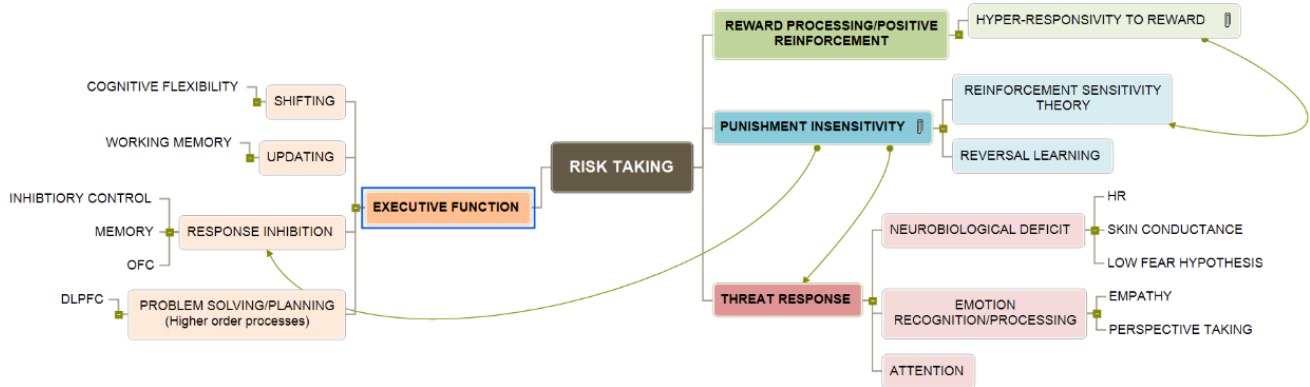 RISK TAKING
REWARD PROCESSING/POSITIVE
REINFORCEMENT
HYPER-RESPONSIVITY TO REWARD
PUNISHMENT INSENSITIVITY
REINFORCEMENT SENSITIVITY
THEORY
REVERSAL LEARNING
THREAT RESPONSE
NEUROBIOLOGICAL DEFICIT
HR
SKIN CONDUCTANCE
LOW FEAR HYPOTHESIS
EMOTION
RECOGNITION/PROCESSING
EMPATHY
PERSPECTIVE TAKING
ATTENTION
EXECUTIVE FUNCTION
SHIFTING
COGNITIVE FLEXIBILITY
UPDATING
WORKING MEMORY
RESPONSE INHIBITION
INHIBTIORY CONTROL
MEMORY
OFC
PROBLEM SOLVING/PLANNING
(Higher order processes)
DLPFC